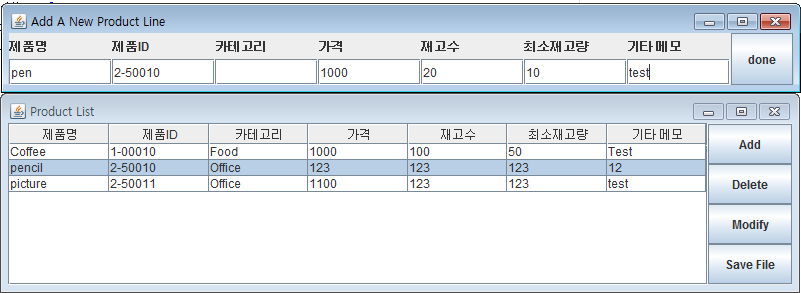 Add A New Product Line
제품명 제품ID 카테고리 가격 재고수 최소재고량 기타 메모
pen 2-50010 1000 20 10 test
done
Product List
제품명 제품ID 카테고리 가격 재고수 최소재고량 기타 메모
Coffee 1-00010 Food 1000 100 50 Test
pencil 2-50010 Office 123 123 123 12
picture 2-50011 Office 1100 123 123 test
Add
Delete
Modify
Save File